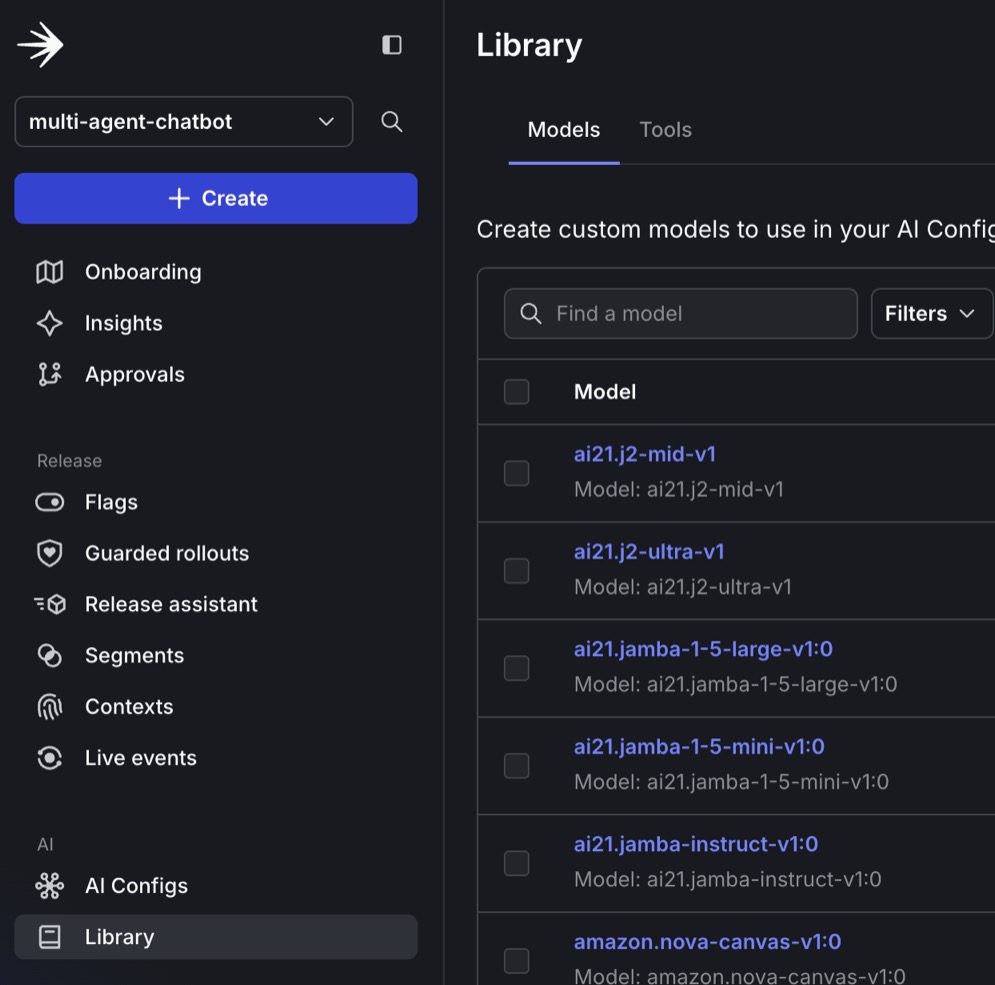 multi-agent-chatbot
Create
Onboarding
Insights
Approvals
Release
Flags
Guarded rollouts
Release assistant
Segments
Contexts
Live events
AI
AI Configs
Library
Library
Models
Tools
Create custom models to use in your AI Config
Find a model
Filters
Model
ai21.j2-mid-v1
Model: ai21.j2-mid-v1
ai21.j2-ultra-v1
Model: ai21.j2-ultra-v1
ai21.jamba-1-5-large-v1:0
Model: ai21.jamba-1-5-large-v1:0
ai21.jamba-1-5-mini-v1:0
Model: ai21.jamba-1-5-mini-v1:0
ai21.jamba-instruct-v1:0
Model: ai21.jamba-instruct-v1:0
amazon.nova-canvas-v1:0
Model: amazon.nova-canvas-v1:0